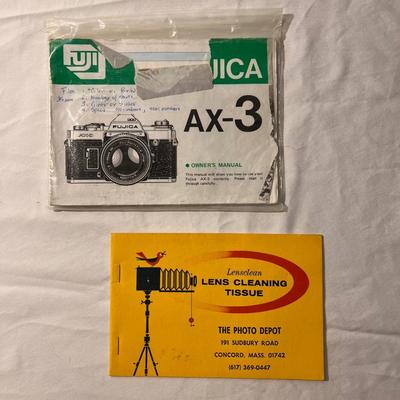 FUJI
FUJICA
AX-3
FUJICA
OWNER'S MANUAL
This manual will show you how to use your
Fujica AX-3 correctly. Please read it
through carefully.
Lensclean
LENS CLEANING
TISSUE
THE PHOTO DEPOT
191 SUDBURY ROAD
CONCORD, MASS. 01742
(617) 369-0447